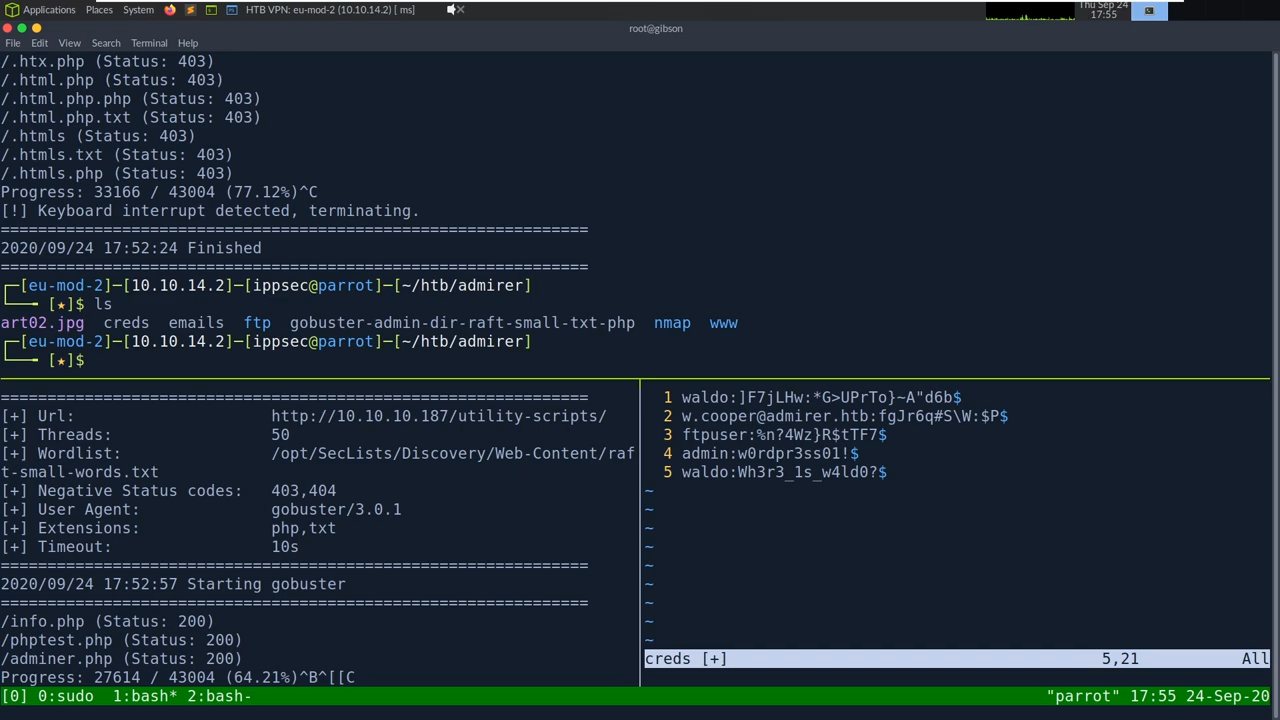 Applications Places System HTB VPN: eu-mod-2 (10.10.14.2) [ ms]
Thu Sep 24
17:55
root@gibson
File Edit View Search Terminal Help
/.htx.php (Status: 403)
/.html.php (Status: 403)
/.html.php.php (Status: 403)
/.html.php.txt (Status: 403)
/.htmls (Status: 403)
/.htmls.txt (Status: 403)
/.htmls.php (Status: 403)
Progress: 33166 / 43004 (77.12%)^C
[!] Keyboard interrupt detected, terminating.
===============================================================
2020/09/24 17:52:24 Finished
===============================================================
┌─[eu-mod-2]─[10.10.14.2]─[ippsec@parrot]─[~/htb/admirer]
└──╼ [★]$ ls
art02.jpg creds emails ftp gobuster-admin-dir-raft-small-txt-php nmap www
┌─[eu-mod-2]─[10.10.14.2]─[ippsec@parrot]─[~/htb/admirer]
└──╼ [★]$
===============================================================
[+] Url: http://10.10.10.187/utility-scripts/
[+] Threads: 50
[+] Wordlist: /opt/SecLists/Discovery/Web-Content/raf
t-small-words.txt
[+] Negative Status codes: 403,404
[+] User Agent: gobuster/3.0.1
[+] Extensions: php,txt
[+] Timeout: 10s
===============================================================
2020/09/24 17:52:57 Starting gobuster
===============================================================
/info.php (Status: 200)
/phptest.php (Status: 200)
/adminer.php (Status: 200)
Progress: 27614 / 43004 (64.21%)^B^[[C
1 waldo:]F7jLHw:*G>UPrTo}~A"d6b$
2 w.cooper@admirer.htb:fgJr6q#S\W:$P$
3 ftpuser:%n?4Wz}R$tTF7$
4 admin:w0rdpr3ss01!$
5 waldo:Wh3r3_1s_w4ld0?$
~
~
~
~
~
~
~
~
~
creds [+] 5,21 All
[0] 0:sudo 1:bash* 2:bash- "parrot" 17:55 24-Sep-20